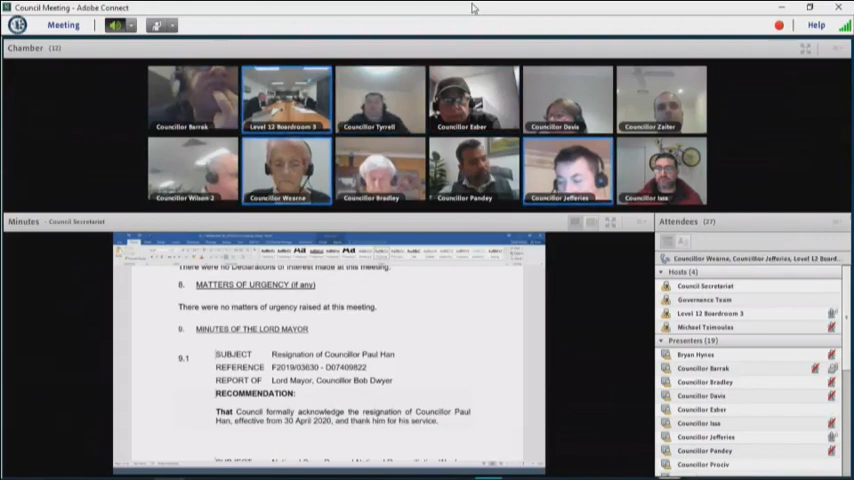 Council Meeting - Adobe Connect
Meeting
Help
Chamber (12)
Councillor Barrak
Level 12 Boardroom 3
Councillor Tyrrell
Councillor Esber
Councillor Davis
Councillor Zaiter
Councillor Wilson 2
Councillor Wearne
Councillor Bradley
Councillor Pandey
Councillor Jefferies
Councillor Issa
Minutes - Council Secretariat
There were no Declarations of Interest made at this meeting.
8. MATTERS OF URGENCY (if any)
There were no matters of urgency raised at this meeting.
9. MINUTES OF THE LORD MAYOR
9.1 SUBJECT Resignation of Councillor Paul Han
REFERENCE F2019/03630 - D07409822
REPORT OF Lord Mayor, Councillor Bob Dwyer
RECOMMENDATION:
That Council formally acknowledge the resignation of Councillor Paul
Han, effective from 30 April 2020, and thank him for his service.
Attendees (27)
Councillor Wearne, Councillor Jefferies, Level 12 Board...
Hosts (4)
Council Secretariat
Governance Team
Level 12 Boardroom 3
Michael Tzimoulas
Presenters (19)
Bryan Hynes
Councillor Barrak
Councillor Bradley
Councillor Davis
Councillor Esber
Councillor Issa
Councillor Jefferies
Councillor Pandey
Councillor Prociv